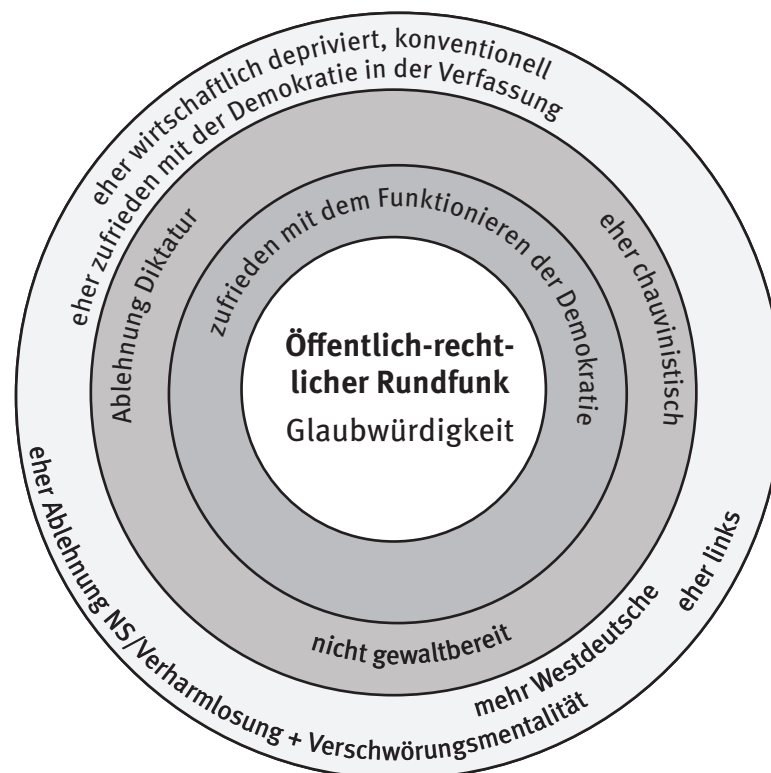 eher wirtschaftlich depriviert, konventionell
eher zufrieden mit der Demokratie in der Verfassung
Ablehnung Diktatur
eher chauvinistisch
zufrieden mit dem Funktionieren der Demokratie
Öffentlich-recht-
licher Rundfunk
Glaubwürdigkeit
nicht gewaltbereit
eher links
mehr Westdeutsche
eher Ablehnung NS/Verharmlosung + Verschwörungsmentalität